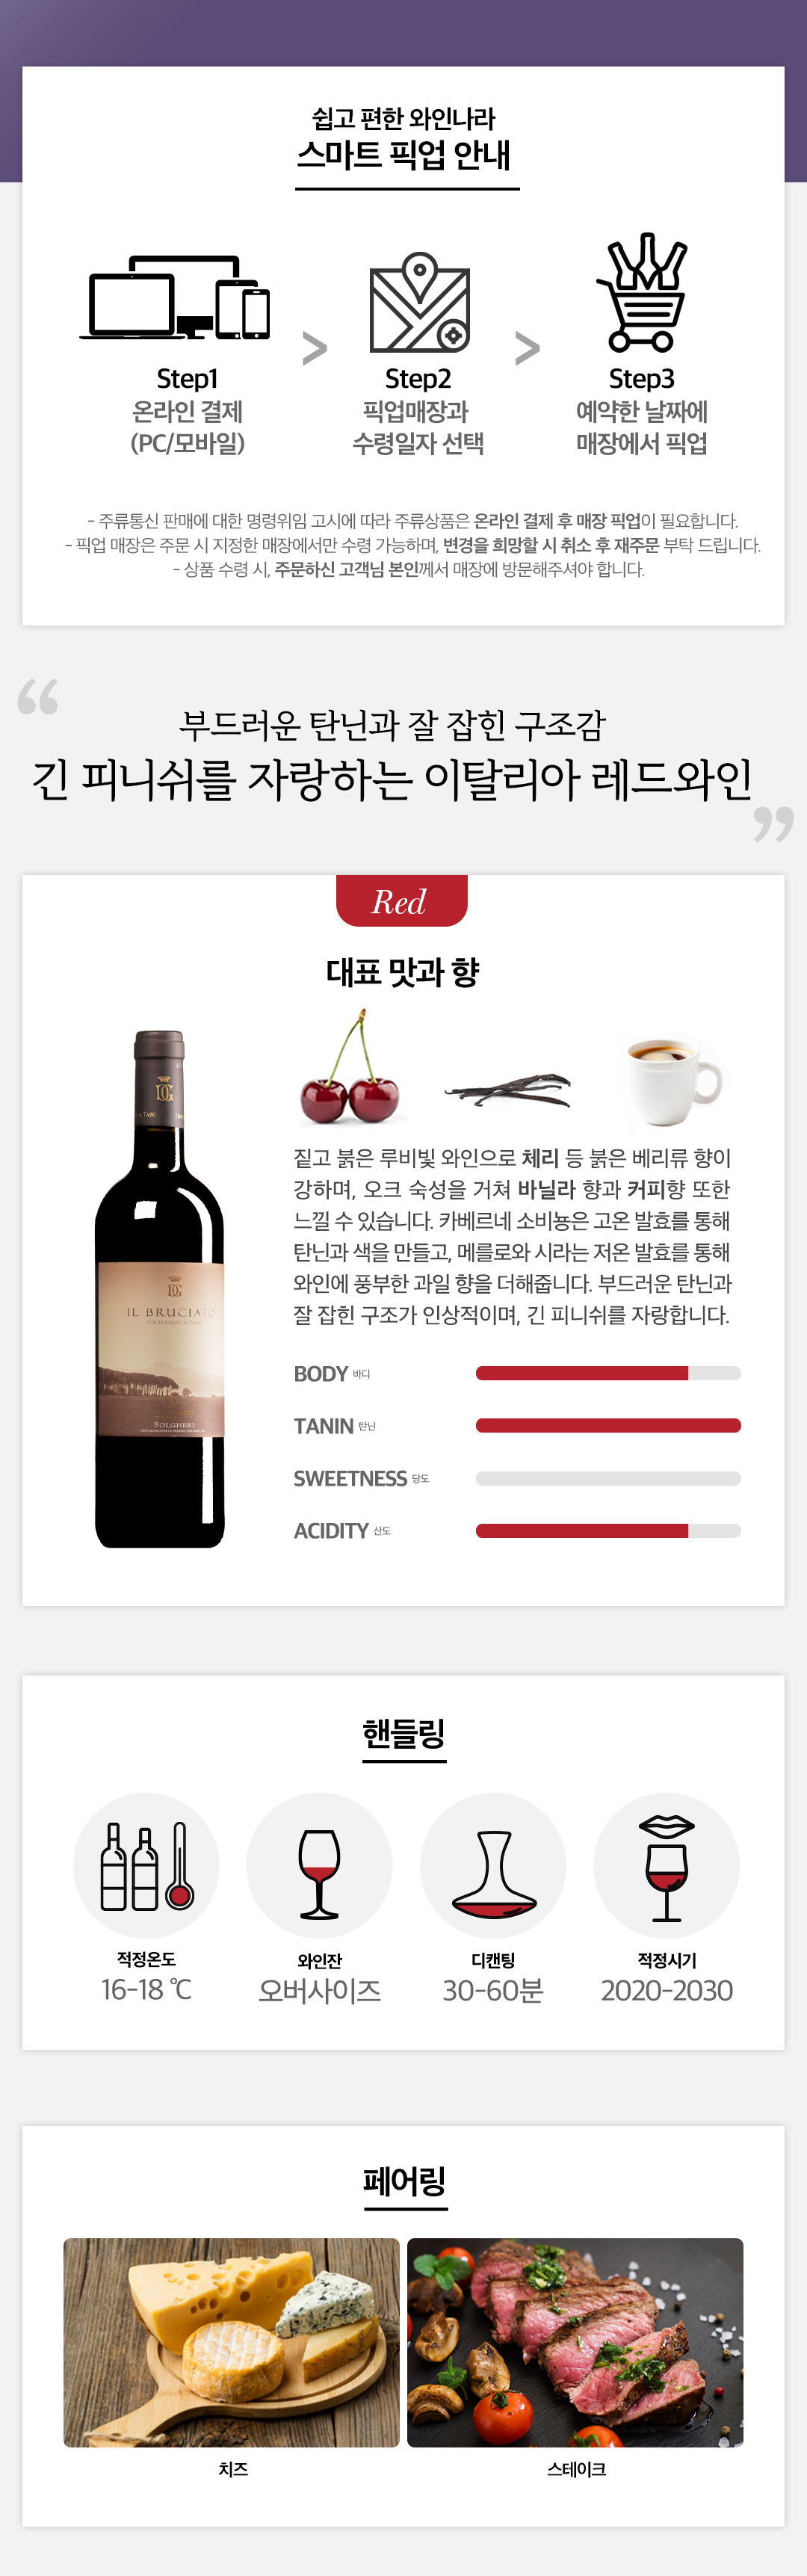 쉽고 편한 와인나라
스마트 픽업 안내
> >
Step1 Step2 Step3
온라인 결제 픽업매장과 예약한 날짜에
(PC/모바일) 수령일자 선택 매장에서 픽업
- 주류통신 판매에 대한 명령위임 고시에 따라 주류상품은 온라인 결제 후 매장 픽업이 필요합니다.
- 픽업 매장은 주문 시 지정한 매장에서만 수령 가능하며, 변경을 희망할 시 취소 후 재주문 부탁 드립니다.
- 상품 수령 시, 주문하신 고객님 본인께서 매장에 방문해주셔야 합니다.
“
부드러운 탄닌과 잘 잡힌 구조감
긴 피니쉬를 자랑하는 이탈리아 레드와인
”
Red
대표 맛과 향
DG
DG
IL BRUCIATO
BOLGHERI
짙고 붉은 루비빛 와인으로 체리 등 붉은 베리류 향이
강하며, 오크 숙성을 거쳐 바닐라 향과 커피향 또한
느낄 수 있습니다. 카베르네 소비뇽은 고온 발효를 통해
탄닌과 색을 만들고, 메를로와 시라는 저온 발효를 통해
와인에 풍부한 과일 향을 더해줍니다. 부드러운 탄닌과
잘 잡힌 구조가 인상적이며, 긴 피니쉬를 자랑합니다.
BODY 바디
TANIN 탄닌
SWEETNESS 당도
ACIDITY 산도
핸들링
적정온도 와인잔 디캔팅 적정시기
16-18 ℃ 오버사이즈 30-60분 2020-2030
페어링
치즈 스테이크